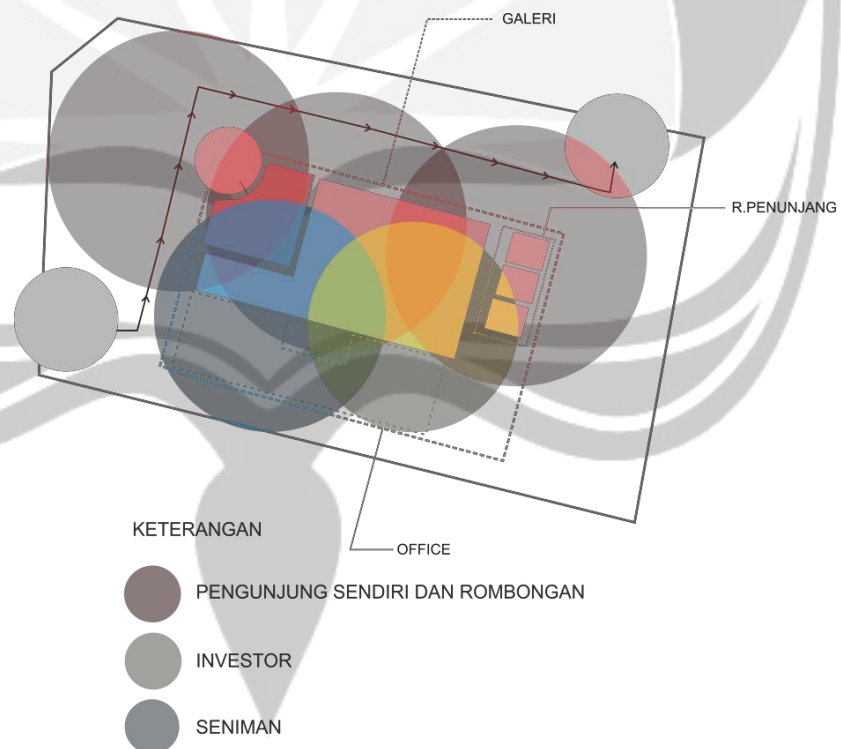 GALERI
R.PENUNJANG
OFFICE
KETERANGAN
PENGUNJUNG SENDIRI DAN ROMBONGAN
INVESTOR
SENIMAN